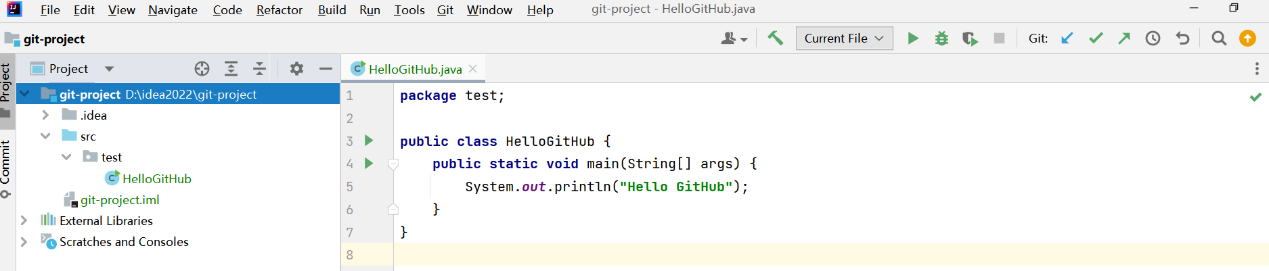 File Edit View Navigate Code Refactor Build Run Tools Git Window Help git-project - HelloGitHub.java
git-project Current File Git:
Project
Commit
Project
git-project D:\idea2022\git-project
.idea
src
test
HelloGitHub
git-project.iml
External Libraries
Scratches and Consoles
HelloGitHub.java
1 package test;
2
3 public class HelloGitHub {
4 public static void main(String[] args) {
5 System.out.println("Hello GitHub");
6 }
7 }
8